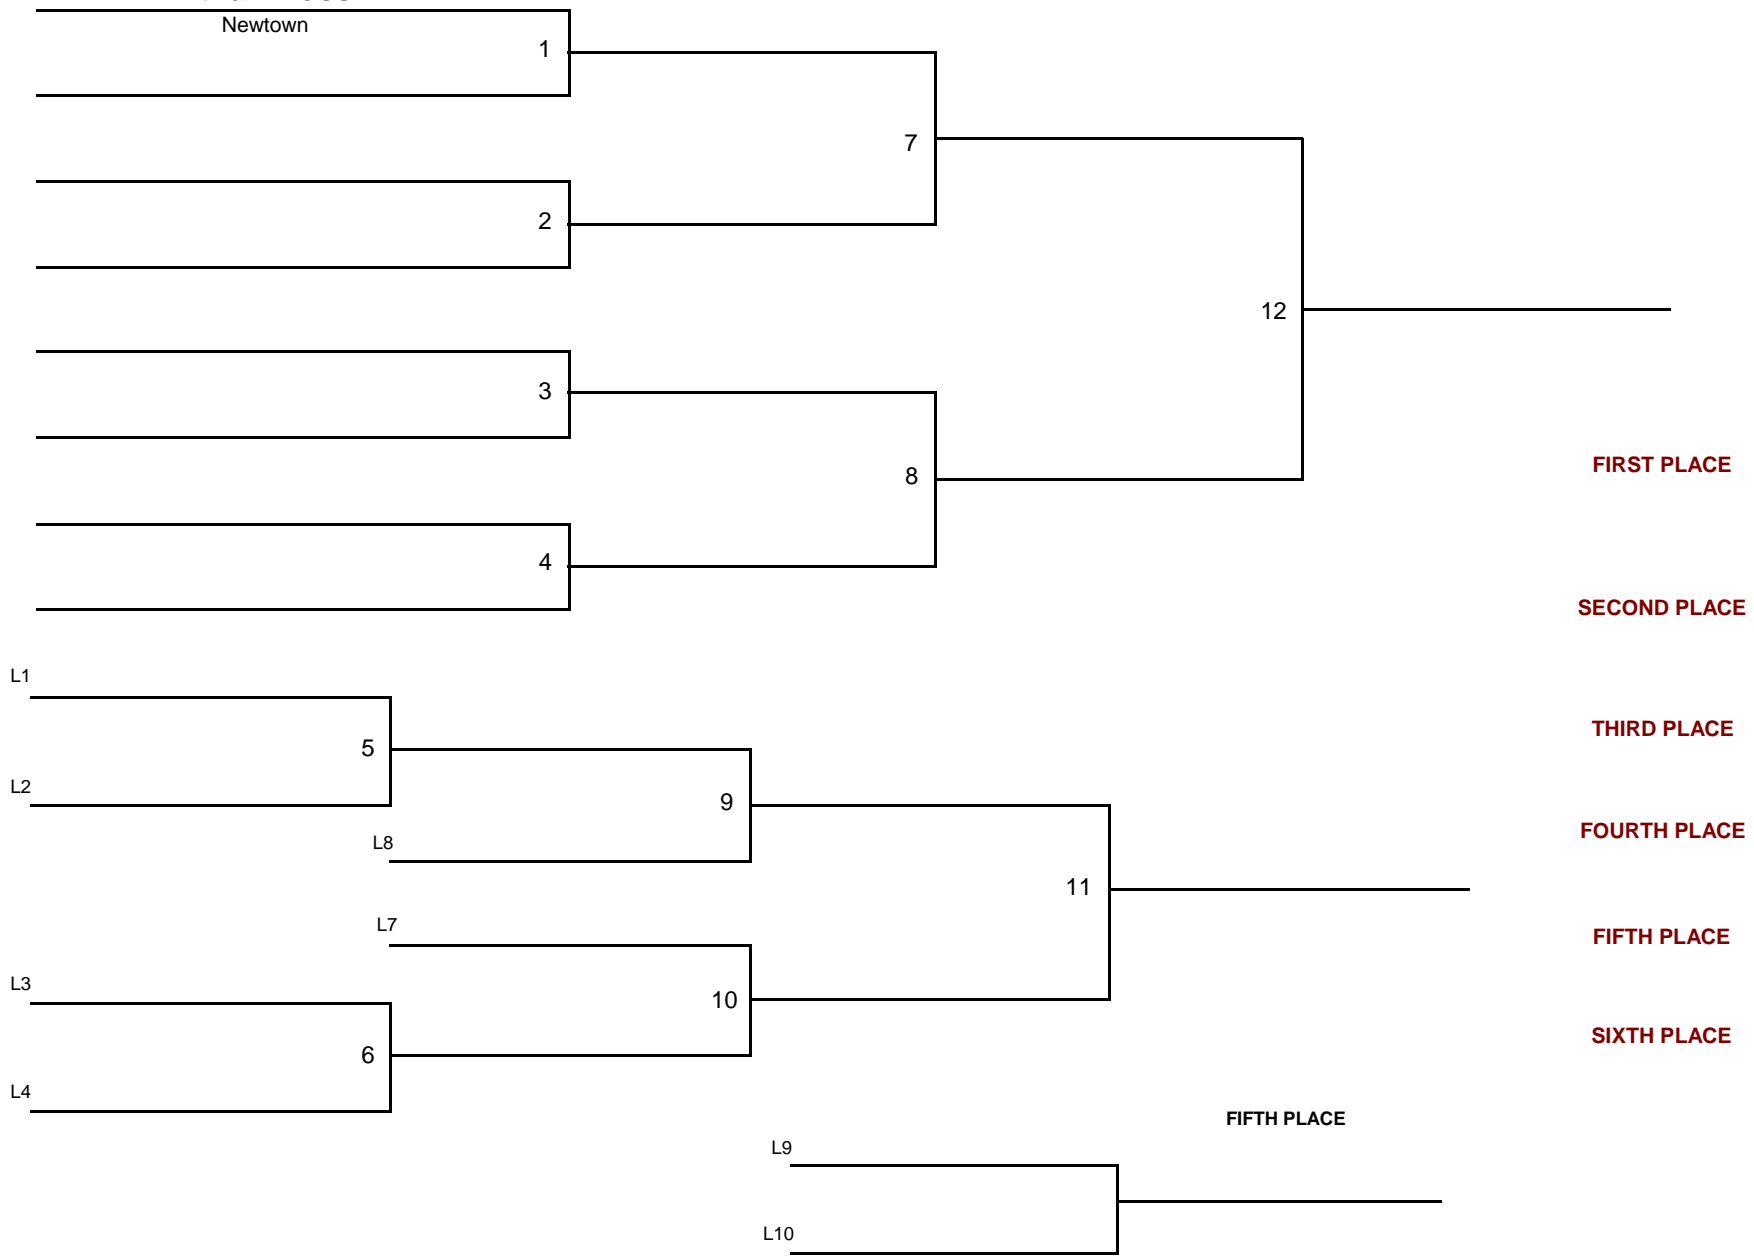 Newtown
1
7
2
12
3
FIRST PLACE
8
4
SECOND PLACE
L1
THIRD PLACE
5
L2
9
FOURTH PLACE
L8
11
L7
FIFTH PLACE
L3
10
SIXTH PLACE
6
L4
FIFTH PLACE
L9
L10